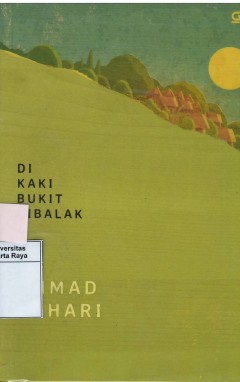 DI
KAKI
BUKIT
IBALAK
MAD
HARI
versitas
rta Raya